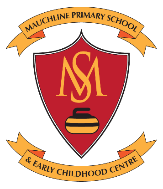 MAUCHLINE PRIMARY SCHOOL
MS
& EARLY CHILDHOOD CENTRE